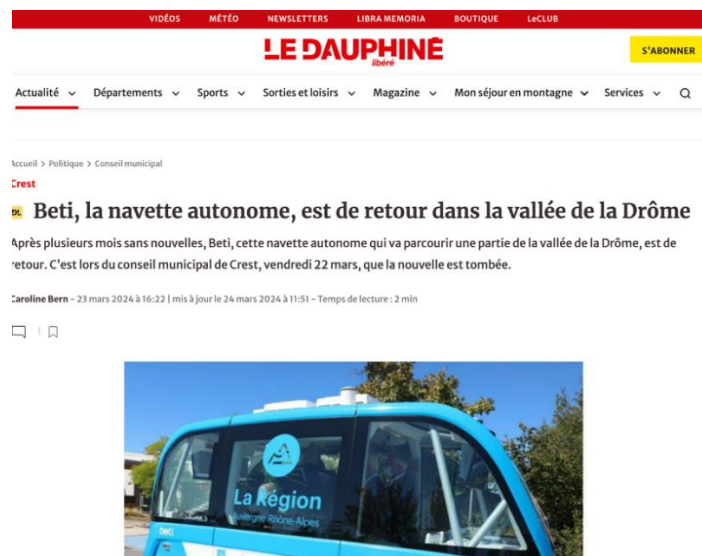 VIDÉOS MÉTÉO NEWSLETTERS LIBRA MEMORIA BOUTIQUE LeCLUB
LE DAUPHINÉ
libéré
S'ABONNER
Actualité Départements Sports Sorties et loisirs Magazine Mon séjour en montagne Services
Accueil > Politique > Conseil municipal
Crest
Beti, la navette autonome, est de retour dans la vallée de la Drôme
Après plusieurs mois sans nouvelles, Beti, cette navette autonome qui va parcourir une partie de la vallée de la Drôme, est de
retour. C'est lors du conseil municipal de Crest, vendredi 22 mars, que la nouvelle est tombée.
Caroline Bern - 23 mars 2024 à 16:22 | mis à jour le 24 mars 2024 à 11:51 - Temps de lecture : 2 min
La Région
Auvergne Rhône-Alpes
beti